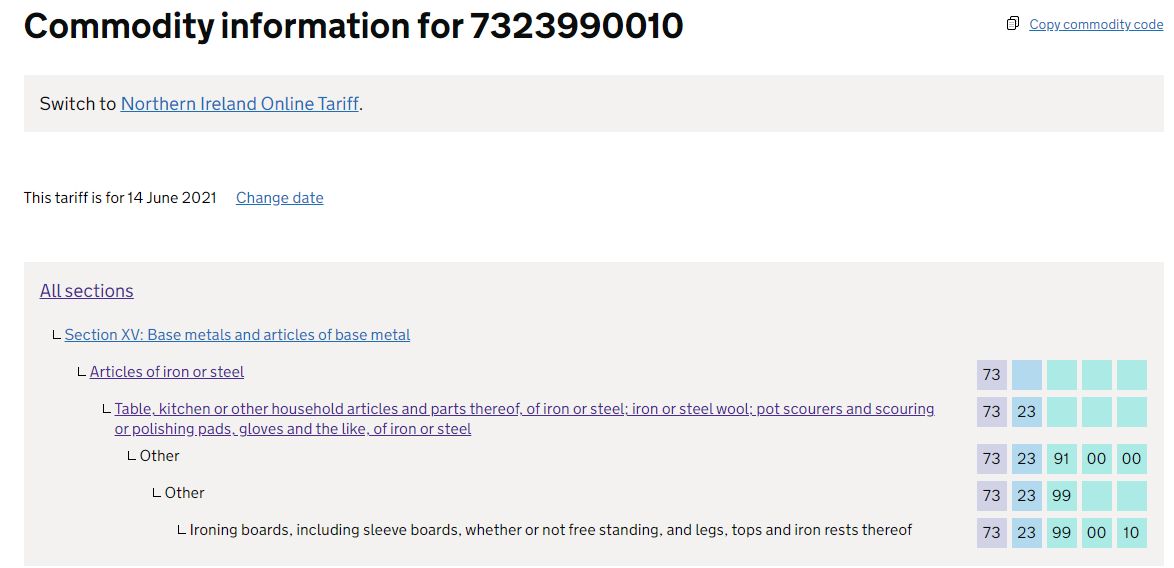 Commodity information for 7323990010
Copy commodity code
Switch to Northern Ireland Online Tariff.
This tariff is for 14 June 2021 Change date
All sections
Section XV: Base metals and articles of base metal
Articles of iron or steel 73
Table, kitchen or other household articles and parts thereof, of iron or steel; iron or steel wool; pot scourers and scouring 73 23
or polishing pads, gloves and the like, of iron or steel
Other 73 23 91 00 00
Other 73 23 99
Ironing boards, including sleeve boards, whether or not free standing, and legs, tops and iron rests thereof 73 23 99 00 10